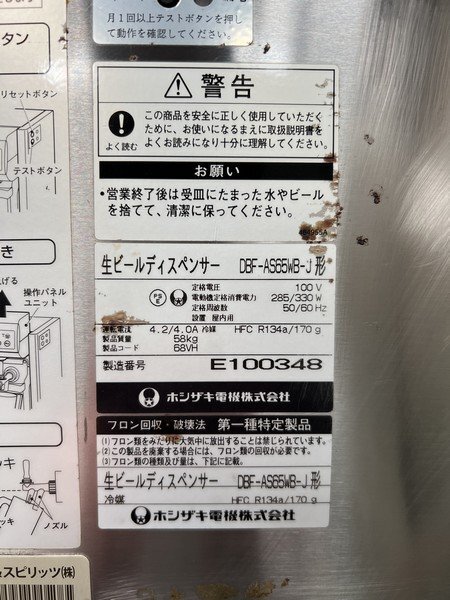 月1回以上テストボタンを押し
て動作を確認してください。
タン
リセットボタン
テストボタン
き
げる
操作パネル
ユニット
ッキ
ッキ
ノズル
スピリッツ(株)
警告
よく読む
この商品を安全に正しく使用していただく
ために、お使いになるまえに取扱説明書を
よくお読みになり十分に理解してください。
お願い
•営業終了後は受皿にたまった水やビール
を捨てて、清潔に保ってください。
生ビールディスペンサー DBF-AS65WB-J形
PS
E
定格電圧 100 V
電動機定格消費電力 285/330 W
定格周波数 50/60 Hz
設置 屋内用
運転電流 4.2/4.0A 冷媒 HFC R134a/170 g
製品質量 58kg
製品コード 68VH
製造番号 E100348
ホシザキ電機株式会社
フロン回収・破壊法 第一種特定製品
(1)フロン類をみだりに大気中に放出することは禁じられています。
(2)この製品を廃棄する場合には、フロン類の回収が必要です。
(3)フロン類の種類及び量は、下記に記載。
生ビールディスペンサー DBF-AS65WB-J形
冷媒 HFC R134a/170 g
ホシザキ電機株式会社